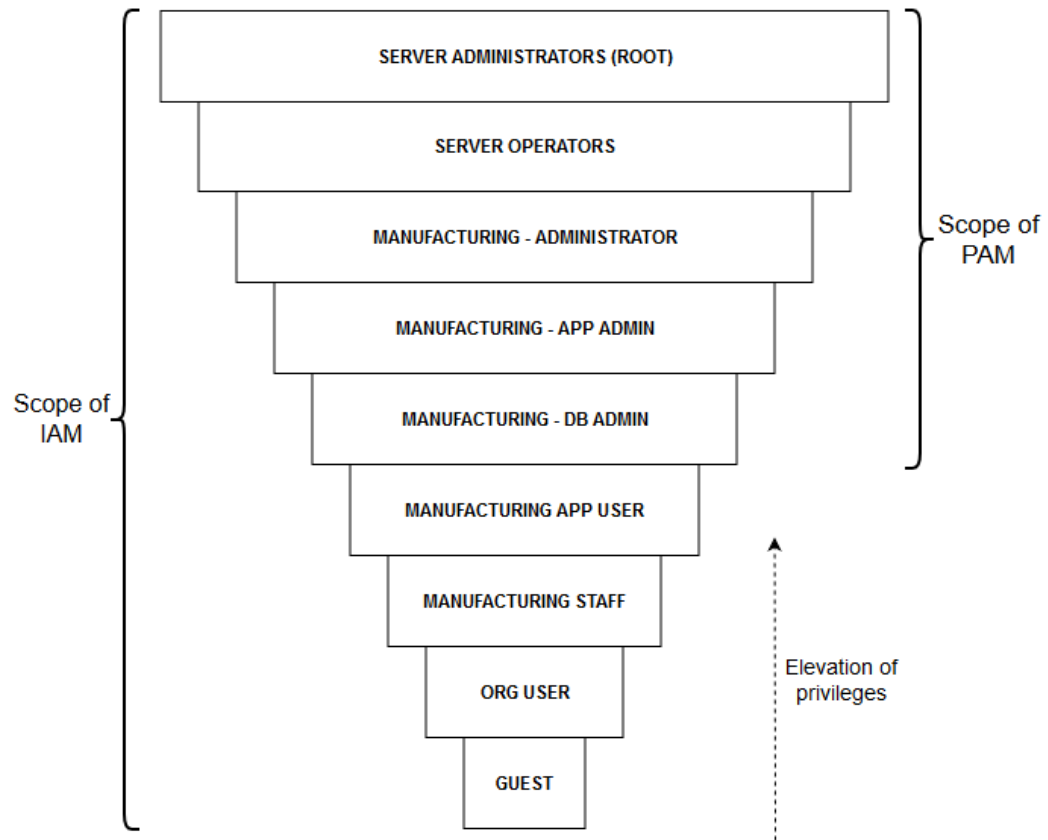 SERVER ADMINISTRATORS (ROOT)
SERVER OPERATORS
MANUFACTURING - ADMINISTRATOR
Scope of
PAM
MANUFACTURING - APP ADMIN
Scope of
IAM
MANUFACTURING - DB ADMIN
MANUFACTURING APP USER
MANUFACTURING STAFF
Elevation of
privileges
ORG USER
GUEST